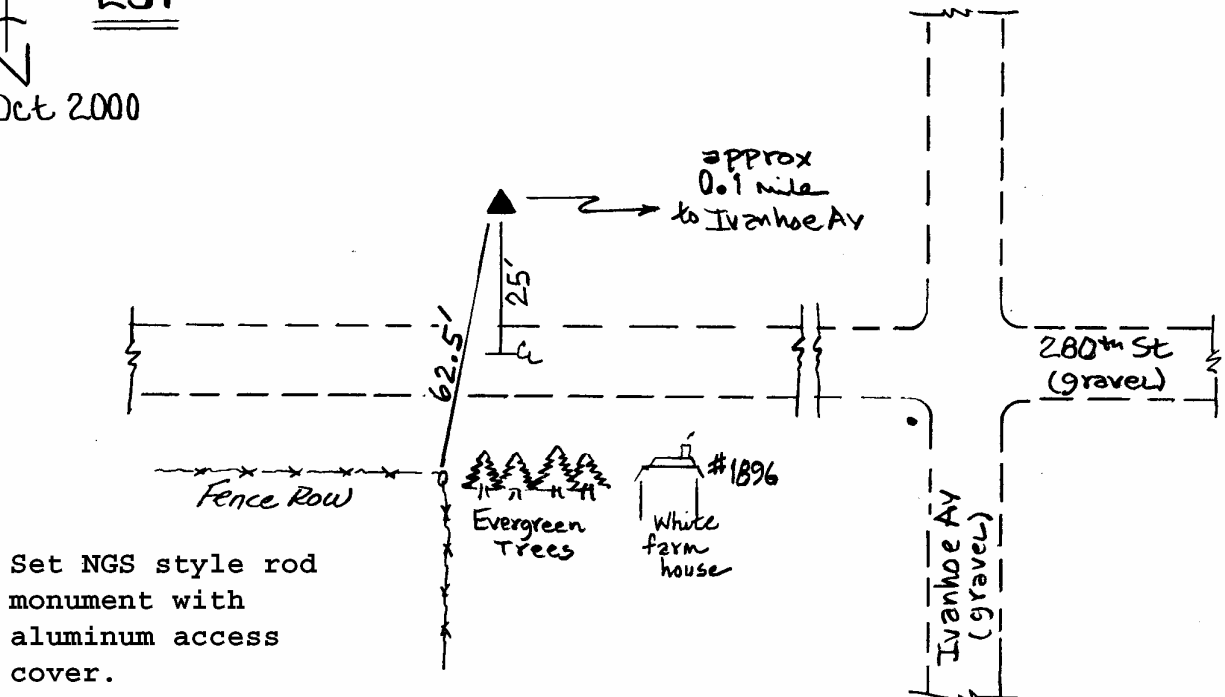 Oct 2000
approx
0.1 mile
to Ivanhoe Av
25'
62.5'
CL
280th St
(gravel)
Fence Row
Evergreen
Trees
#1896
White
farm
house
Ivanhoe Av
(gravel)
Set NGS style rod
monument with
aluminum access
cover.